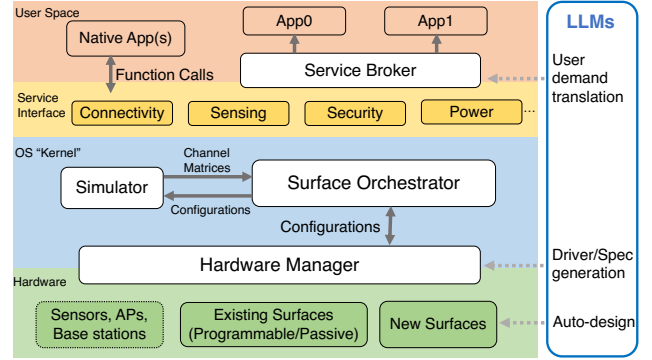 User Space
Native App(s)
App0
App1
LLMs
Function Calls
Service Broker
User
demand
translation
Service
Interface
Connectivity
Sensing
Security
Power
...
OS “Kernel”
Channel
Matrices
Simulator
Surface Orchestrator
Configurations
Configurations
Hardware Manager
Driver/Spec
generation
Hardware
Sensors, APs,
Base stations
Existing Surfaces
(Programmable/Passive)
New Surfaces
Auto-design